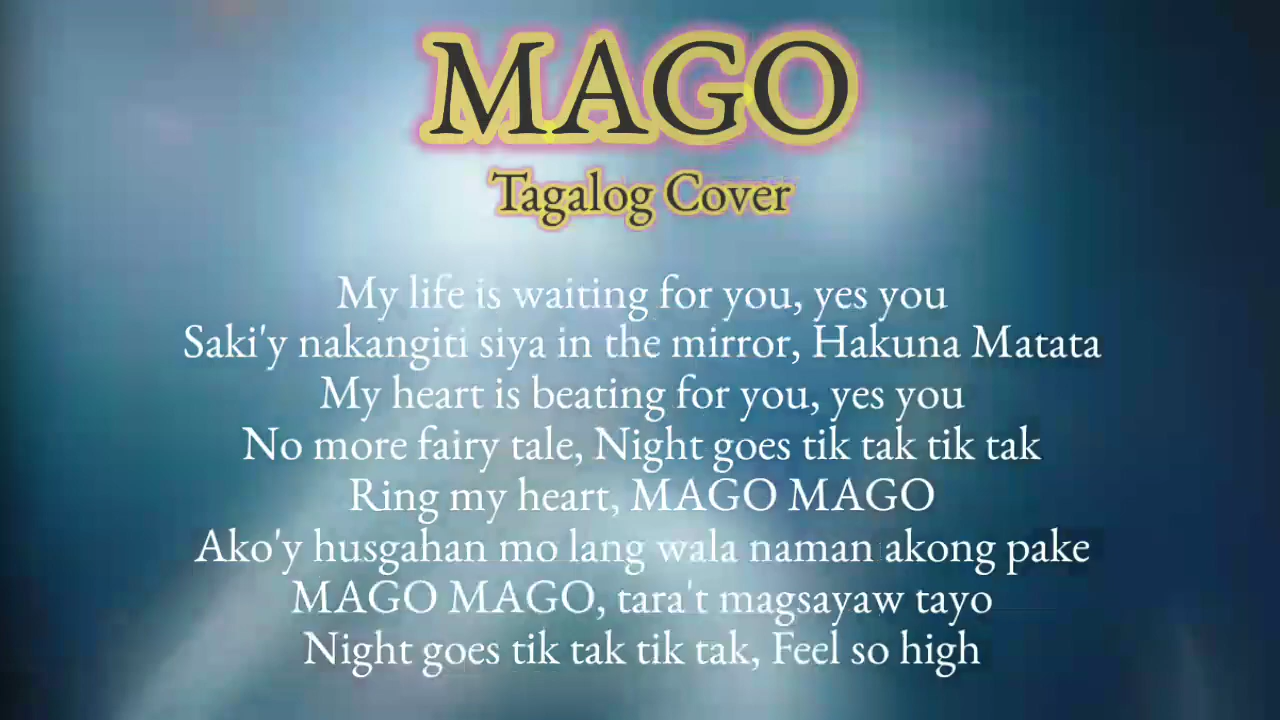 MAGO
Tagalog Cover
My life is waiting for you, yes you
Saki'y nakangiti siya in the mirror, Hakuna Matata
My heart is beating for you, yes you
No more fairy tale, Night goes tik tak tik tak
Ring my heart, MAGO MAGO
Ako'y husgahan mo lang wala naman akong pake
MAGO MAGO, tara't magsayaw tayo
Night goes tik tak tik tak, Feel so high